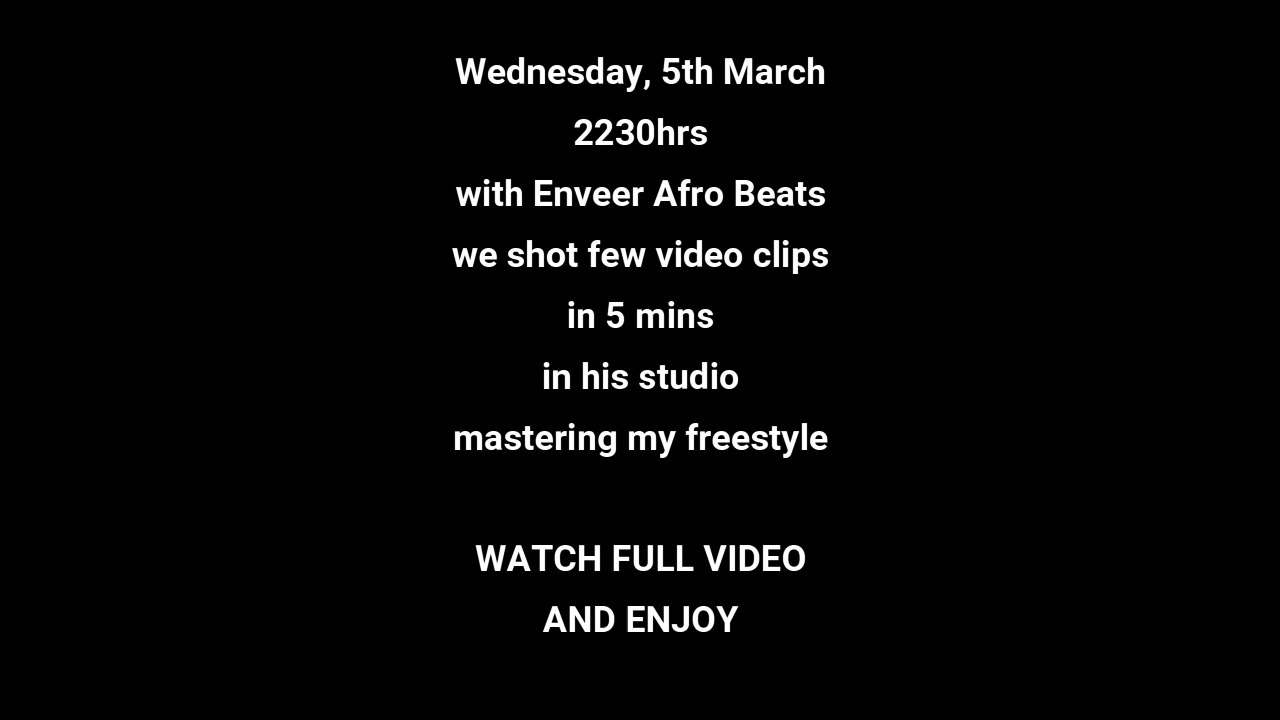 Wednesday, 5th March
2230hrs
with Enveer Afro Beats
we shot few video clips
in 5 mins
in his studio
mastering my freestyle
WATCH FULL VIDEO
AND ENJOY